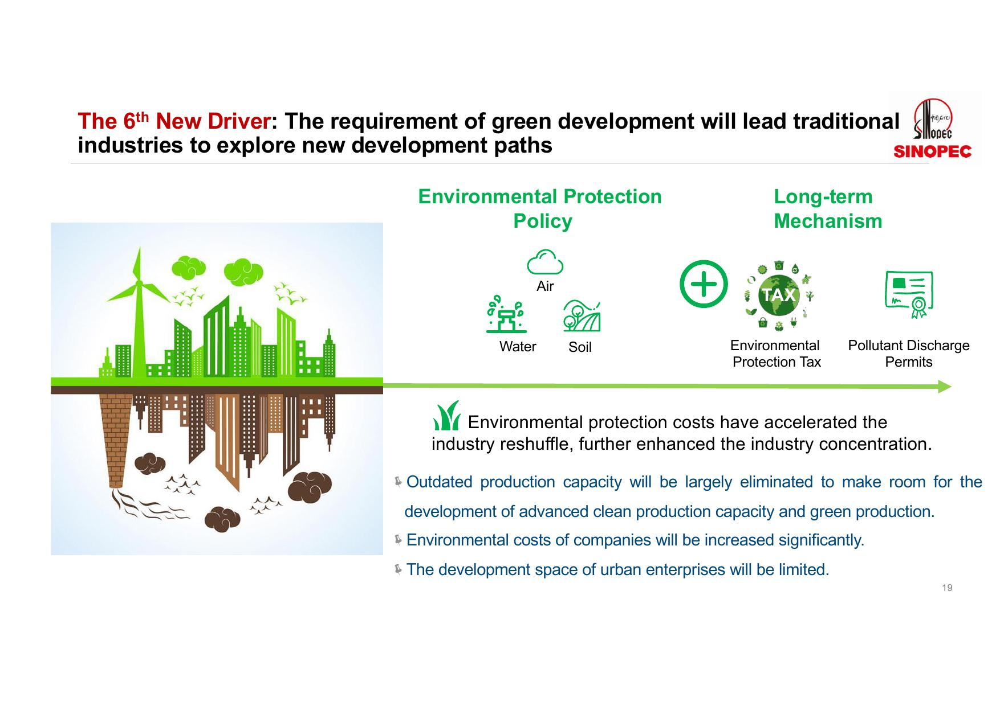 The 6th New Driver: The requirement of green development will lead traditional
industries to explore new development paths
中国石化
SINOPEC
SINOPEC
Environmental Protection
Policy
Long-term
Mechanism
Air
Water
Soil
TAX
Environmental
Protection Tax
Pollutant Discharge
Permits
Environmental protection costs have accelerated the
industry reshuffle, further enhanced the industry concentration.
Outdated production capacity will be largely eliminated to make room for the
development of advanced clean production capacity and green production.
Environmental costs of companies will be increased significantly.
The development space of urban enterprises will be limited.
19